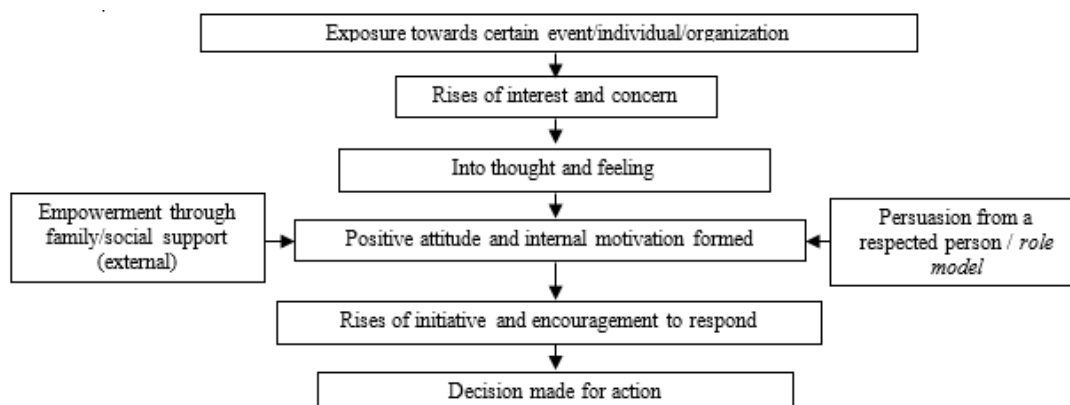 Exposure towards certain event/individual/organization
Rises of interest and concern
Into thought and feeling
Empowerment through
family/social support
(external)
Positive attitude and internal motivation formed
Persuasion from a
respected person / role
model
Rises of initiative and encouragement to respond
Decision made for action